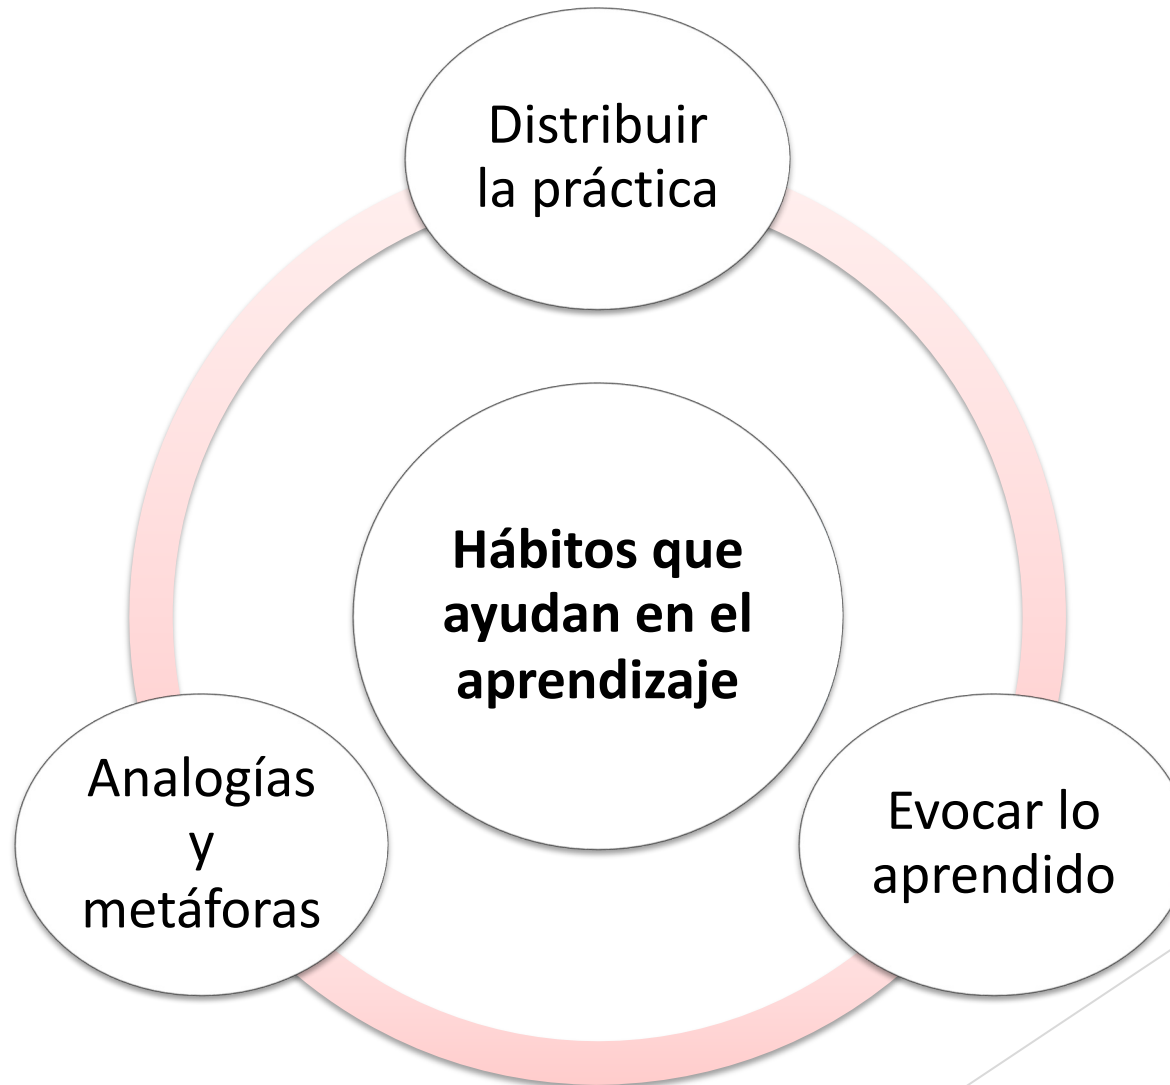 Distribuir
la práctica
Hábitos que
ayudan en el
aprendizaje
Analogías
y
metáforas
Evocar lo
aprendido